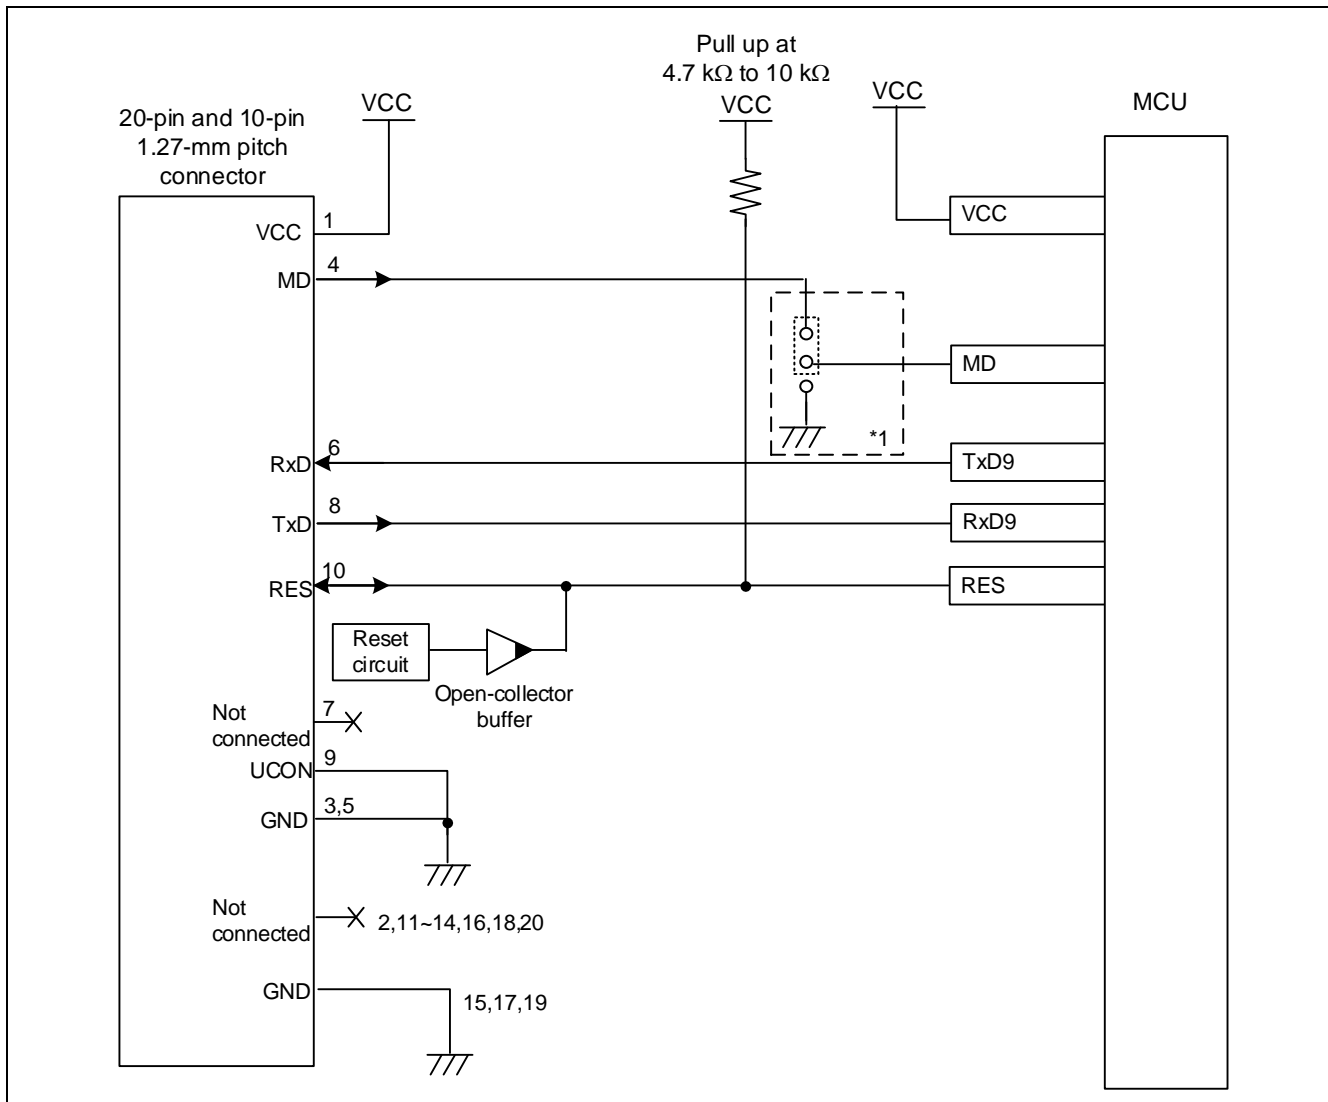 Pull up at
4.7 kΩ to 10 kΩ
VCC
VCC
VCC
MCU
20-pin and 10-pin
1.27-mm pitch
connector
VCC
1
VCC
MD
4
MD
*1
RxD
6
TxD9
TxD
8
RxD9
RES
10
RES
Reset
circuit
Open-collector
buffer
Not
connected
7
UCON
9
GND
3,5
Not
connected
2,11~14,16,18,20
GND
15,17,19